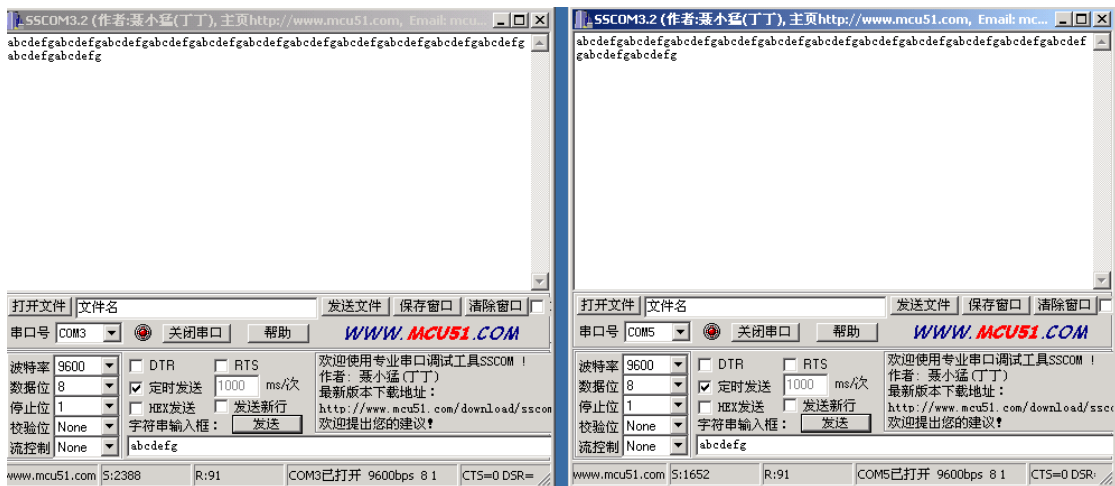 SSCOM3.2 (作者:聂小猛(丁丁), 主页http://www.mcu51.com, Email: mcu...
abcdefgabcdefgabcdefgabcdefgabcdefgabcdefgabcdefgabcdefgabcdefgabcdefgabcdefg
abcdefgabcdefg
打开文件 文件名 发送文件 保存窗口 清除窗口
串口号 COM3 关闭串口 帮助 WWW.MCU51.COM
波特率 9600 DTR RTS
数据位 8 定时发送 1000 ms/次
停止位 1 HEX发送 发送新行
校验位 None 字符串输入框: 发送
流控制 None abcdefg
欢迎使用专业串口调试工具SSCOM !
作者: 聂小猛(丁丁)
最新版本下载地址:
http://www.mcu51.com/download/sscom
欢迎提出您的建议!
www.mcu51.com S:2388 R:91 COM3已打开 9600bps 8 1 CTS=0 DSR=
SSCOM3.2 (作者:聂小猛(丁丁), 主页http://www.mcu51.com, Email: mc...
abcdefgabcdefgabcdefgabcdefgabcdefgabcdefgabcdefgabcdefgabcdefgabcdefgabcdef
gabcdefgabcdefg
打开文件 文件名 发送文件 保存窗口 清除窗口
串口号 COM5 关闭串口 帮助 WWW.MCU51.COM
波特率 9600 DTR RTS
数据位 8 定时发送 1000 ms/次
停止位 1 HEX发送 发送新行
校验位 None 字符串输入框: 发送
流控制 None abcdefg
欢迎使用专业串口调试工具SSCOM !
作者: 聂小猛(丁丁)
最新版本下载地址:
http://www.mcu51.com/download/ssco
欢迎提出您的建议!
www.mcu51.com S:1652 R:91 COM5已打开 9600bps 8 1 CTS=0 DSR